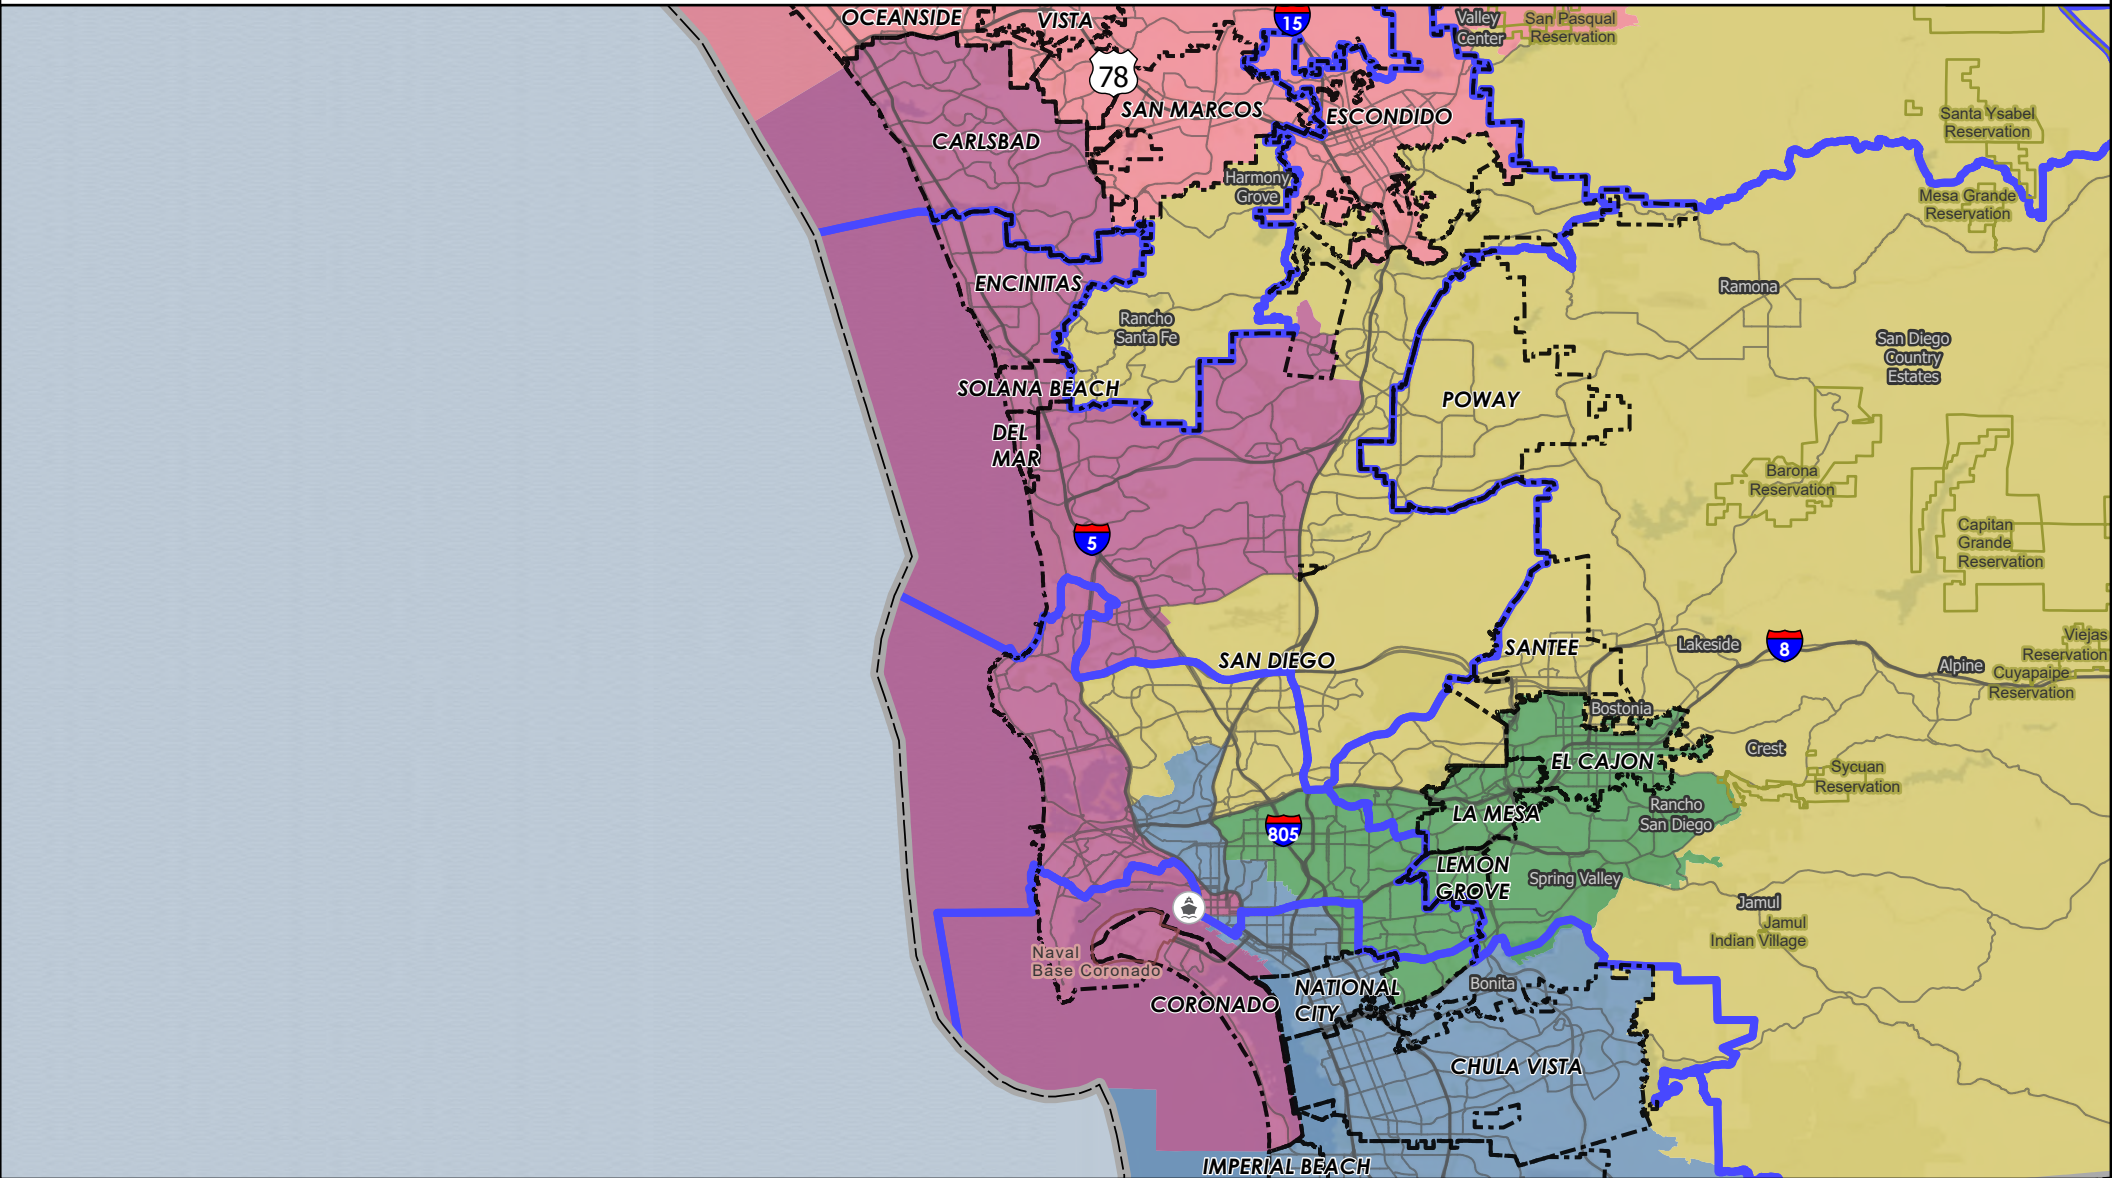 OCEANSIDE
VISTA
15
Valley
Center
San Pasqual
Reservation
78
SAN MARCOS
ESCONDIDO
Santa Ysabel
Reservation
CARLSBAD
Harmony
Grove
Mesa Grande
Reservation
ENCINITAS
Ramona
Rancho
Santa Fe
San Diego
Country
Estates
SOLANA BEACH
POWAY
DEL
MAR
Barona
Reservation
5
Capitan
Grande
Reservation
SAN DIEGO
SANTEE
Lakeside
8
Viejas
Reservation
Alpine
Cuyapaipe
Reservation
Bostonia
EL CAJON
Crest
Sycuan
Reservation
LA MESA
Rancho
San Diego
805
LEMON
GROVE
Spring Valley
Jamul
Jamul
Indian Village
Naval
Base Coronado
CORONADO
NATIONAL
CITY
Bonita
CHULA VISTA
IMPERIAL BEACH